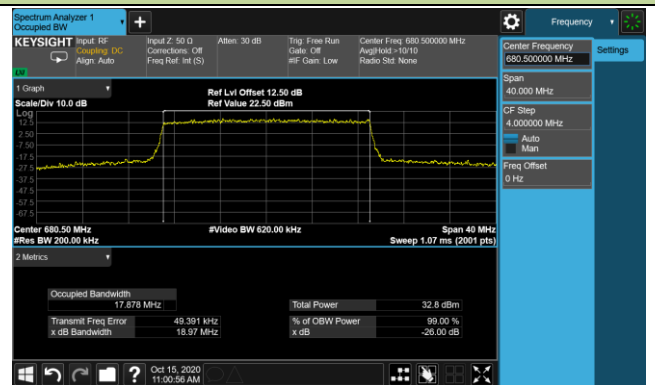 Spectrum Analyzer 1
Occupied BW
+
Frequency
KEYSIGHT
Input: RF
Coupling: DC
Align: Auto
Input Z: 50 Ω
Corrections: Off
Freq Ref: Int (S)
Atten: 30 dB
Trig: Free Run
Gate: Off
#IF Gain: Low
Center Freq: 680.500000 MHz
Avg|Hold:>10/10
Radio Std: None
Center Frequency
680.500000 MHz
Settings
Span
40.000 MHz
CF Step
4.000000 MHz
Auto
Man
Freq Offset
0 Hz
1 Graph
Scale/Div 10.0 dB
Ref Lvl Offset 12.50 dB
Ref Value 22.50 dBm
Log
12.5
2.50
-7.50
-17.5
-27.5
-37.5
-47.5
-57.5
-67.5
Center 680.50 MHz
#Video BW 620.00 kHz
Span 40 MHz
#Res BW 200.00 kHz
Sweep 1.07 ms (2001 pts)
2 Metrics
Occupied Bandwidth
17.878 MHz
Total Power
32.8 dBm
Transmit Freq Error
49.391 kHz
% of OBW Power
99.00 %
x dB Bandwidth
18.97 MHz
x dB
-26.00 dB
?
Oct 15, 2020
11:00:56 AM